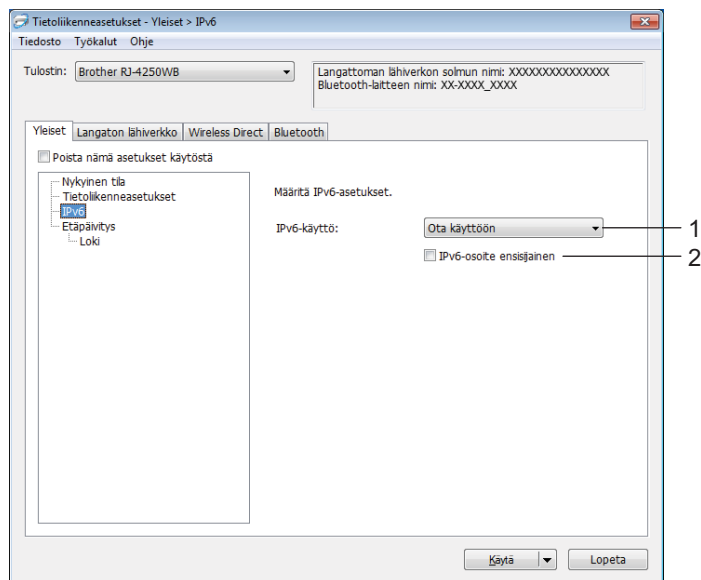 Tietoliikenneasetukset - Yleiset > IPv6
Tiedosto Työkalut Ohje
Tulostin: Brother RJ-4250WB
Langattoman lähiverkon solmun nimi: XXXXXXXXXXXXXXX
Bluetooth-laitteen nimi: XX-XXXX_XXXX
Yleiset Langaton lähiverkko Wireless Direct Bluetooth
Poista nämä asetukset käytöstä
Nykyinen tila
Tietoliikenneasetukset
IPv6
Etäpäivitys
Loki
Määritä IPv6-asetukset.
IPv6-käyttö: Ota käyttöön 1
IPv6-osoite ensisijainen 2
Käytä Lopeta